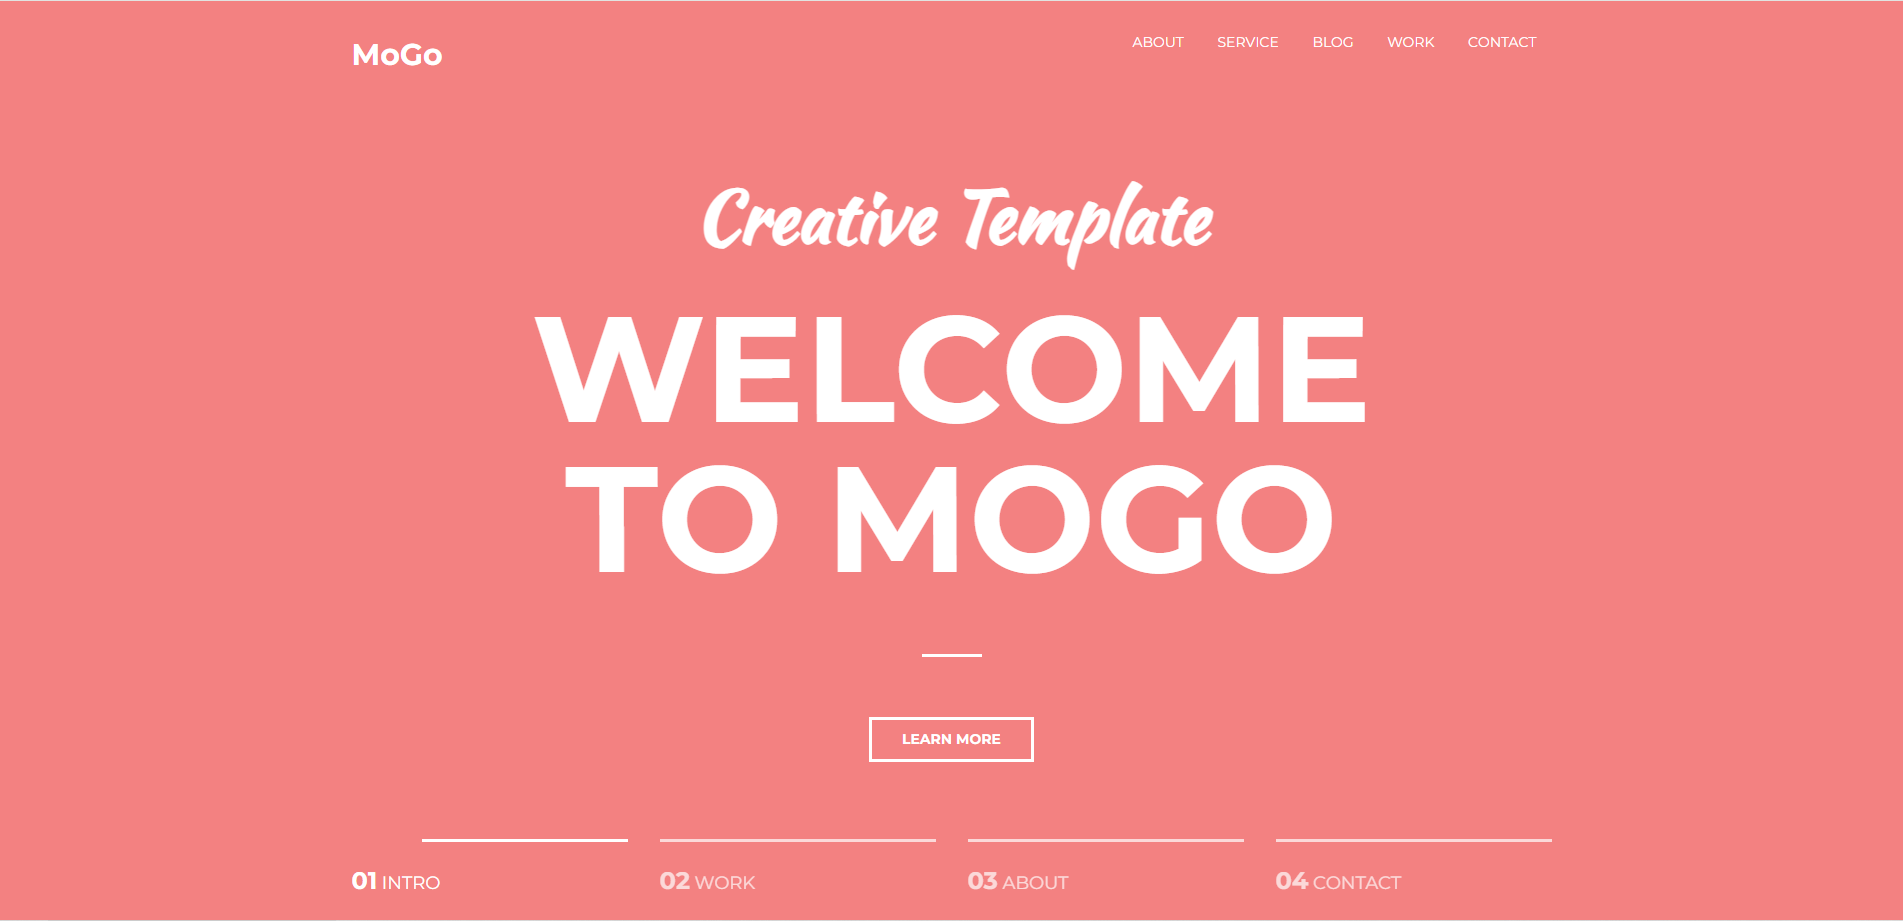 MoGo
ABOUT SERVICE BLOG WORK CONTACT
Creative Template
WELCOME
TO MOGO
LEARN MORE
01 INTRO
02 WORK
03 ABOUT
04 CONTACT